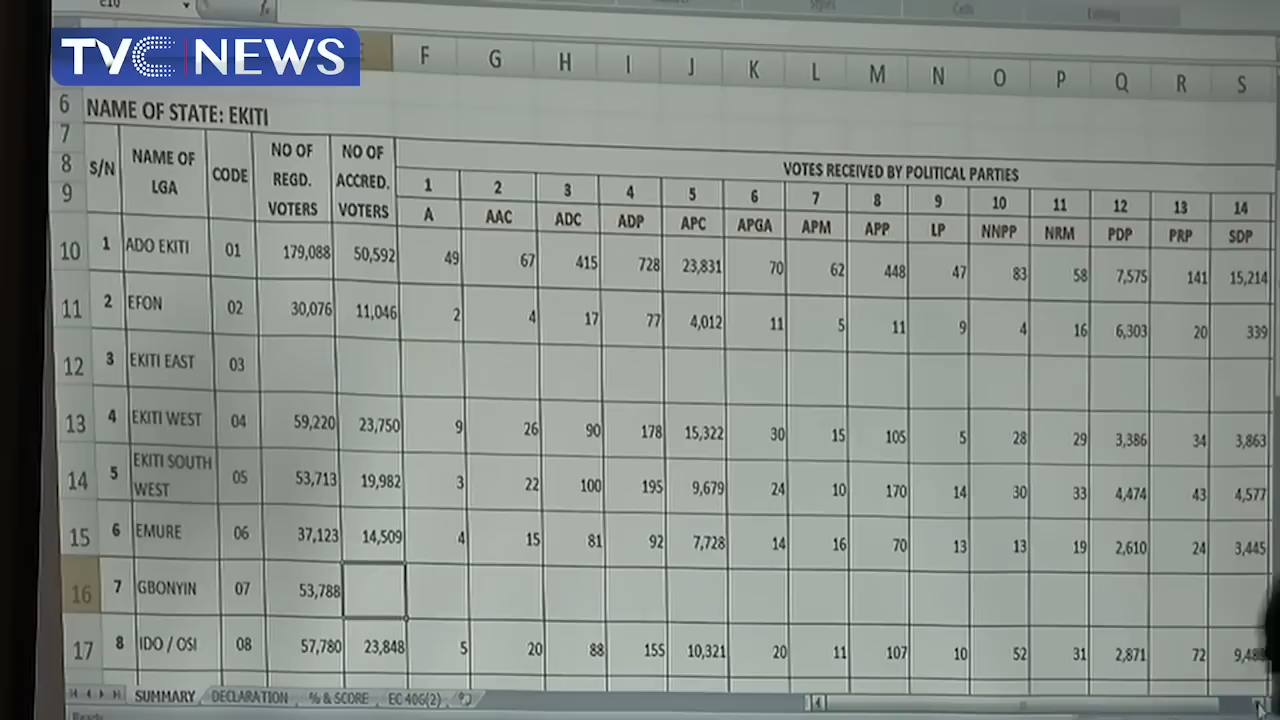 TVC NEWS
F G H I J K L M N O P Q R S
6 NAME OF STATE: EKITI
7
8
9
S/N NAME OF LGA CODE NO OF REGD. VOTERS NO OF ACCRED. VOTERS VOTES RECEIVED BY POLITICAL PARTIES
1 2 3 4 5 6 7 8 9 10 11 12 13 14
A AAC ADC ADP APC APGA APM APP LP NNPP NRM PDP PRP SDP
10 1 ADO EKITI 01 179,088 50,592 49 67 415 728 23,831 70 62 448 47 83 58 7,575 141 15,214
11 2 EFON 02 30,076 11,046 2 4 17 77 4,012 11 5 11 9 4 16 6,303 20 339
12 3 EKITI EAST 03
13 4 EKITI WEST 04 59,220 23,750 9 26 90 178 15,322 30 15 105 5 28 29 3,386 34 3,863
14 5 EKITI SOUTH WEST 05 53,713 19,982 3 22 100 195 9,679 24 10 170 14 30 33 4,474 43 4,577
15 6 EMURE 06 37,123 14,509 4 15 81 92 7,728 14 16 70 13 13 19 2,610 24 3,445
16 7 GBONYIN 07 53,788
17 8 IDO / OSI 08 57,780 23,848 5 20 88 155 10,321 20 11 107 10 52 31 2,871 72
SUMMARY DECLARATION % & SCORE EC 40G(2)
Ready